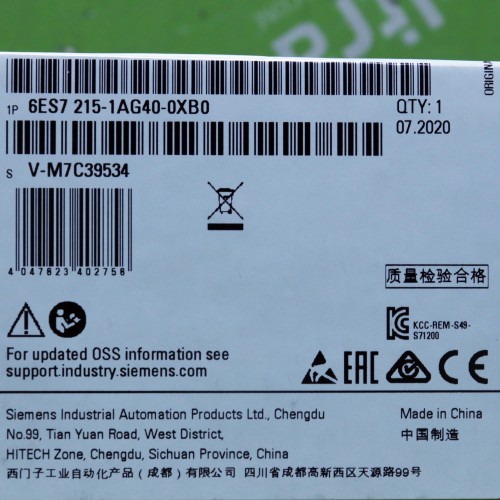 ORIGIN
1P 6ES7 215-1AG40-0XB0 QTY: 1
07.2020
S V-M7C39534
4 047623 402756
质量检验合格
KCC-REM-S49-
S71200
For updated OSS information see
support.industry.siemens.com
EAC CE
Siemens Industrial Automation Products Ltd., Chengdu
Made in China
No.99, Tian Yuan Road, West District,
中国制造
HITECH Zone, Chengdu, Sichuan Province, China
西门子工业自动化产品（成都）有限公司 四川省成都高新西区天源路99号